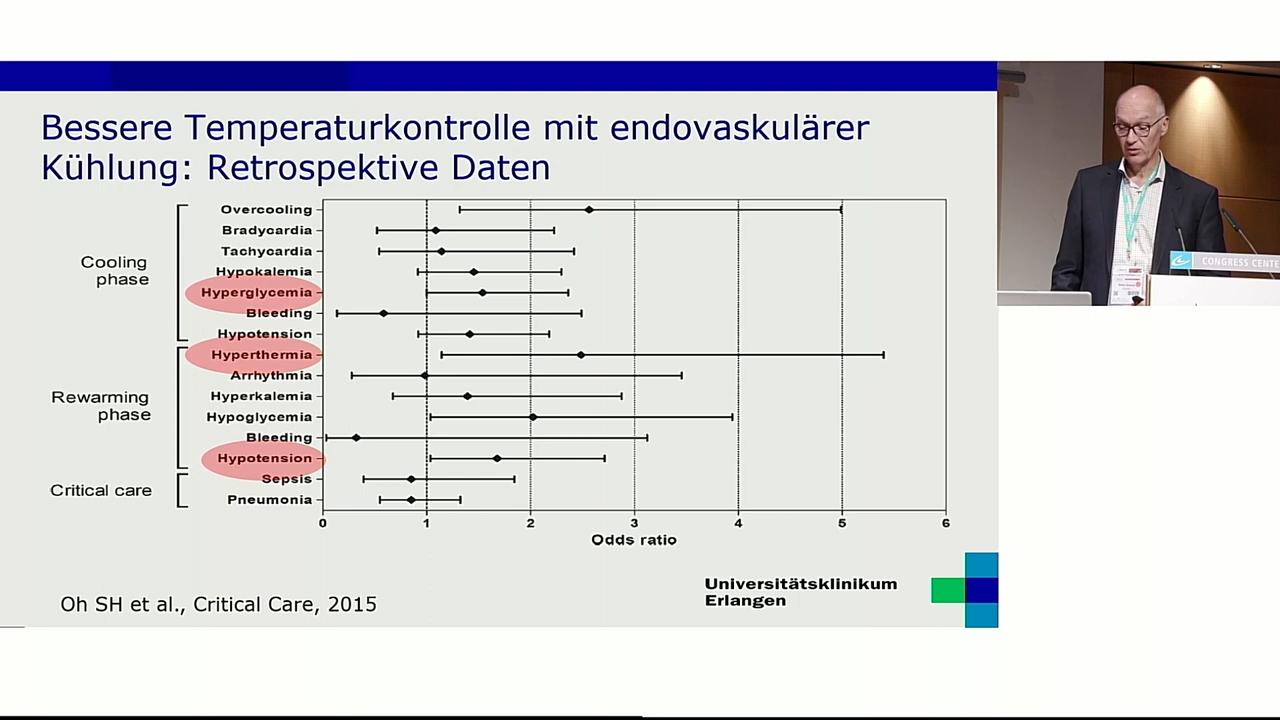 Bessere Temperaturkontrolle mit endovaskulärer
Kühlung: Retrospektive Daten
Cooling
phase
Overcooling
Bradycardia
Tachycardia
Hypokalemia
Hyperglycemia
Bleeding
Hypotension
Rewarming
phase
Hyperthermia
Arrhythmia
Hyperkalemia
Hypoglycemia
Bleeding
Hypotension
Critical care
Sepsis
Pneumonia
0 1 2 3 4 5 6
Odds ratio
Oh SH et al., Critical Care, 2015
Universitätsklinikum
Erlangen
CONGRESS CENTE